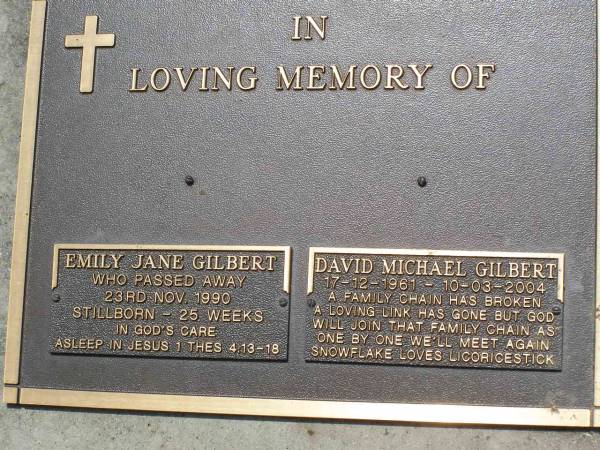 IN
LOVING MEMORY OF
EMILY JANE GILBERT
WHO PASSED AWAY
23RD NOV. 1990
STILLBORN - 25 WEEKS
IN GOD'S CARE
ASLEEP IN JESUS 1 THES 4:13-18
DAVID MICHAEL GILBERT
17-12-1961 - 10-03-2004
A FAMILY CHAIN HAS BROKEN
A LOVING LINK HAS GONE BUT GOD
WILL JOIN THAT FAMILY CHAIN AS
ONE BY ONE WE'LL MEET AGAIN
SNOWFLAKE LOVES LICORICESTICK